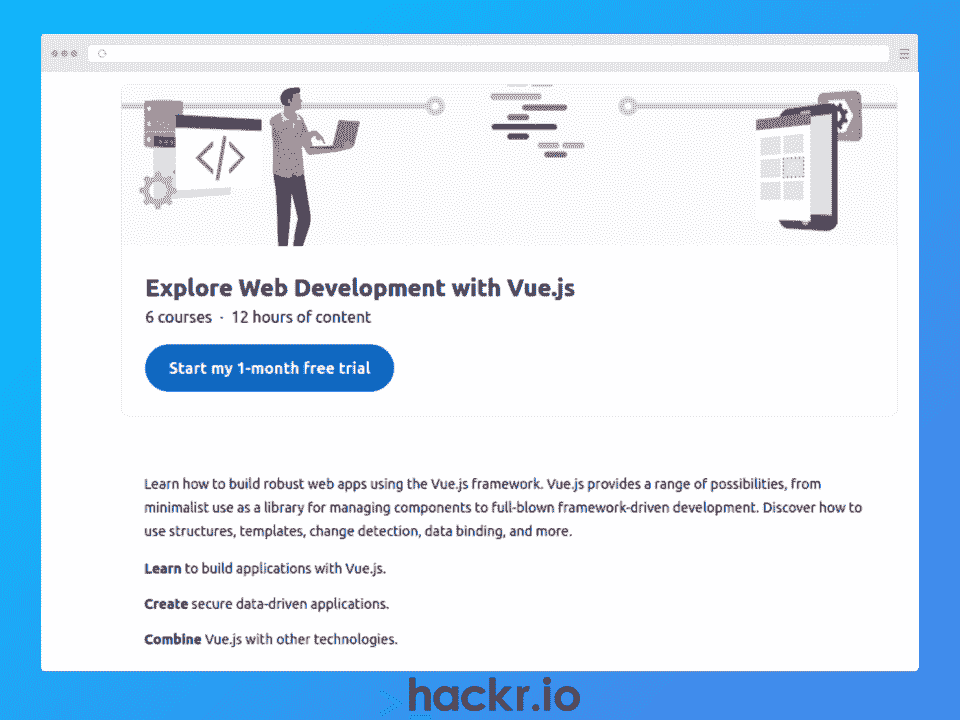 </>
Explore Web Development with Vue.js
6 courses · 12 hours of content
Start my 1-month free trial
Learn how to build robust web apps using the Vue.js framework. Vue.js provides a range of possibilities, from
minimalist use as a library for managing components to full-blown framework-driven development. Discover how to
use structures, templates, change detection, data binding, and more.
Learn to build applications with Vue.js.
Create secure data-driven applications.
Combine Vue.js with other technologies.
hackr.io